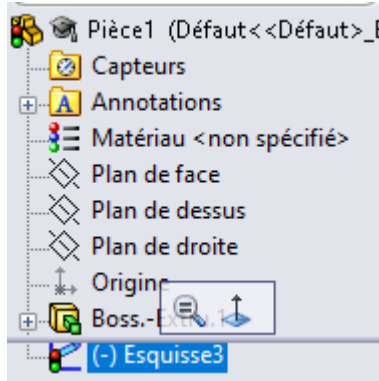 Pièce1 (Défaut<<Défaut>_
Capteurs
Annotations
Matériau <non spécifié>
Plan de face
Plan de dessus
Plan de droite
Origine
Boss.-Extru.1
(-) Esquisse3